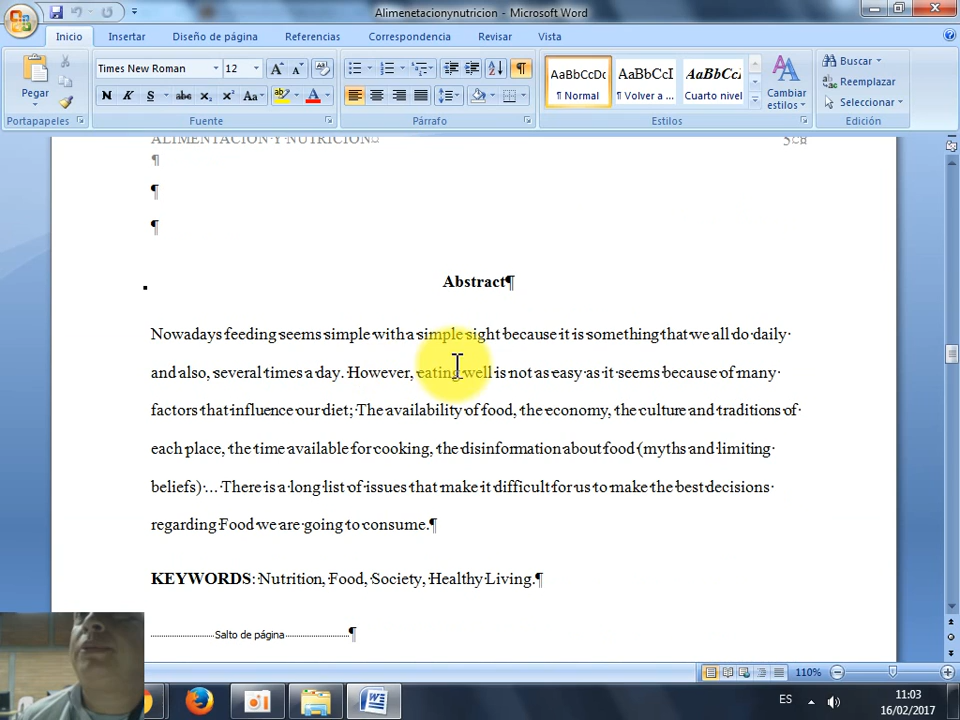 Alimenetacionynutricion - Microsoft Word
Inicio Insertar Diseño de página Referencias Correspondencia Revisar Vista
Times New Roman 12 AaBbCcDc AaBbCcI AaBbCc.
Pegar N K S abc x₂ x² Aa A ¶ Normal ¶ Volver a ... Cuarto nivel Cambiar estilos Buscar Reemplazar Seleccionar
Portapapeles Fuente Párrafo Estilos Edición
ALIMENTACION Y NUTRICION¤ 5¤
¶
¶
¶
Abstract¶
Nowadays·feeding·seems·simple·with·a·simple·sight·because·it·is·something·that·we·all·do·daily·
and·also,·several·times·a·day.·However,·eating·well·is·not·as·easy·as·it·seems·because·of·many·
factors·that·influence·our·diet;·The·availability·of·food,·the·economy,·the·culture·and·traditions·of·
each·place,·the·time·available·for·cooking,·the·disinformation·about·food·(myths·and·limiting·
beliefs)·...·There·is·a·long·list·of·issues·that·make·it·difficult·for·us·to·make·the·best·decisions·
regarding·Food·we·are·going·to·consume.¶
KEYWORDS:·Nutrition,·Food,·Society,·Healthy·Living.¶
Salto de página ¶
110%
ES 11:03
16/02/2017